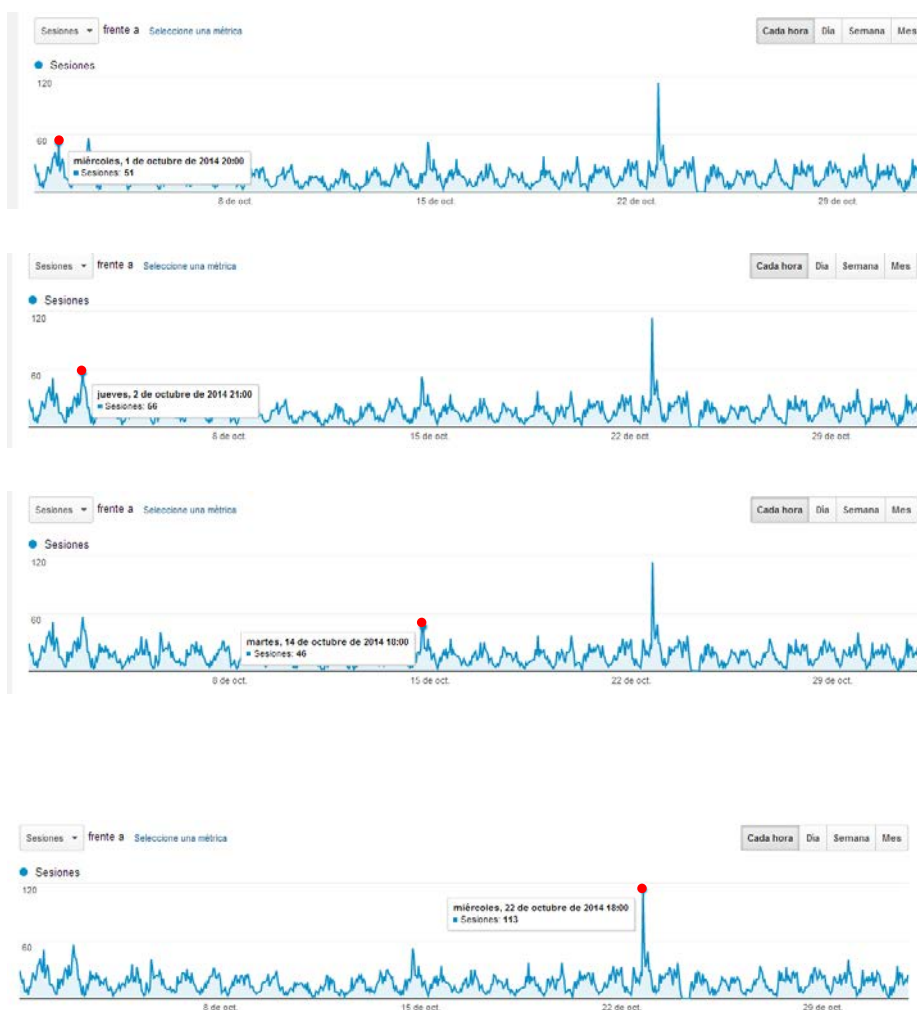 Sesiones frente a Seleccione una métrica Cada hora Día Semana Mes
Sesiones
120
60
miércoles, 1 de octubre de 2014 20:00
Sesiones: 51
8 de oct. 15 de oct. 22 de oct. 29 de oct.
Sesiones frente a Seleccione una métrica Cada hora Día Semana Mes
Sesiones
120
60
jueves, 2 de octubre de 2014 21:00
Sesiones: 56
8 de oct. 15 de oct. 22 de oct. 29 de oct.
Sesiones frente a Seleccione una métrica Cada hora Día Semana Mes
Sesiones
120
60
martes, 14 de octubre de 2014 18:00
Sesiones: 46
8 de oct. 15 de oct. 22 de oct. 29 de oct.
Sesiones frente a Seleccione una métrica Cada hora Día Semana Mes
Sesiones
120
miércoles, 22 de octubre de 2014 18:00
Sesiones: 113
60
8 de oct. 15 de oct. 22 de oct. 29 de oct.